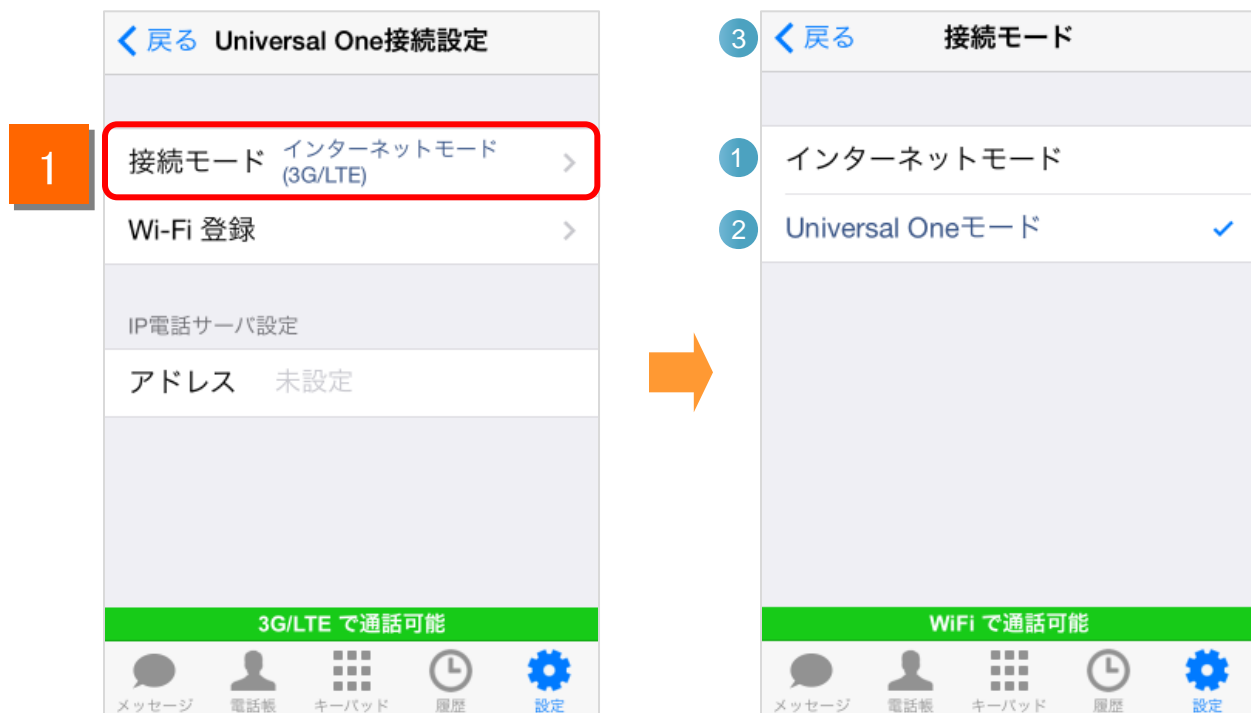 戻る Universal One接続設定
1
接続モード インターネットモード
(3G/LTE)
Wi-Fi 登録
IP電話サーバ設定
アドレス 未設定
3G/LTE で通話可能
メッセージ 電話帳 キーパッド 履歴 設定
3 戻る 接続モード
1 インターネットモード
2 Universal Oneモード
WiFi で通話可能
メッセージ 電話帳 キーパッド 履歴 設定